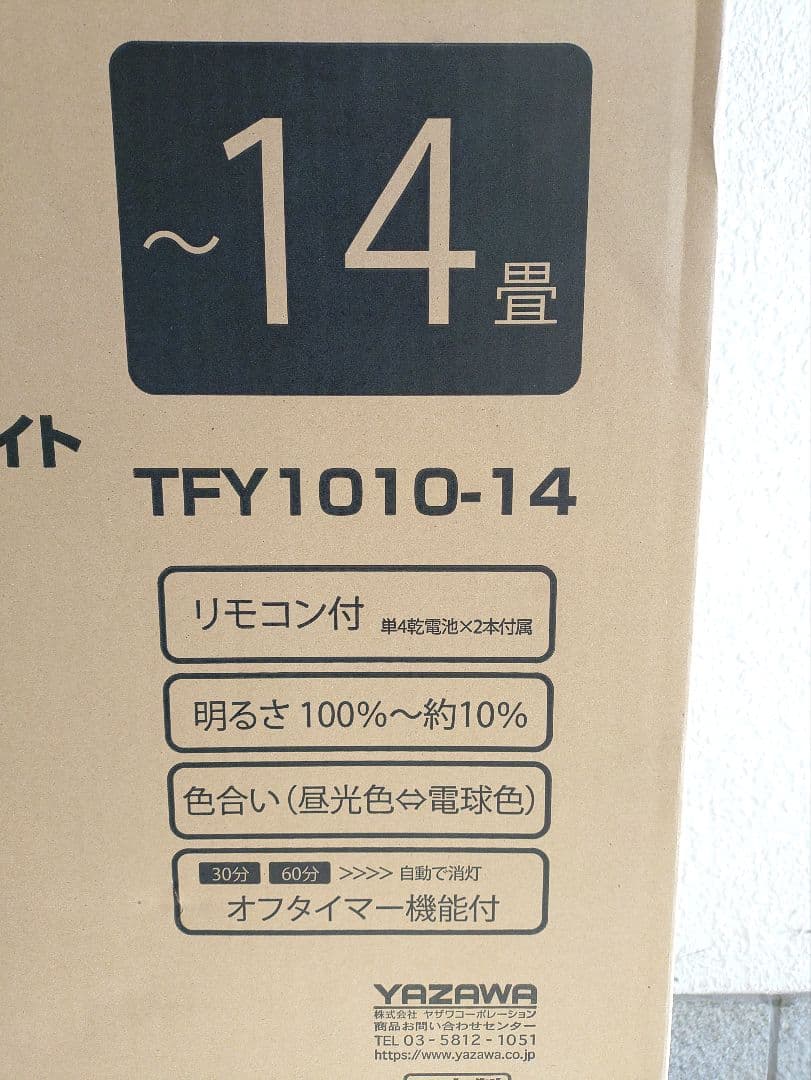 ~14畳
イト
TFY1010-14
リモコン付 単4乾電池×2本付属
明るさ 100%~約10%
色合い(昼光色⇔電球色)
30分 60分 >>>> 自動で消灯
オフタイマー機能付
YAZAWA
株式会社 ヤザワコーポレーション
商品お問い合わせセンター
TEL 03-5812-1051
https://www.yazawa.co.jp